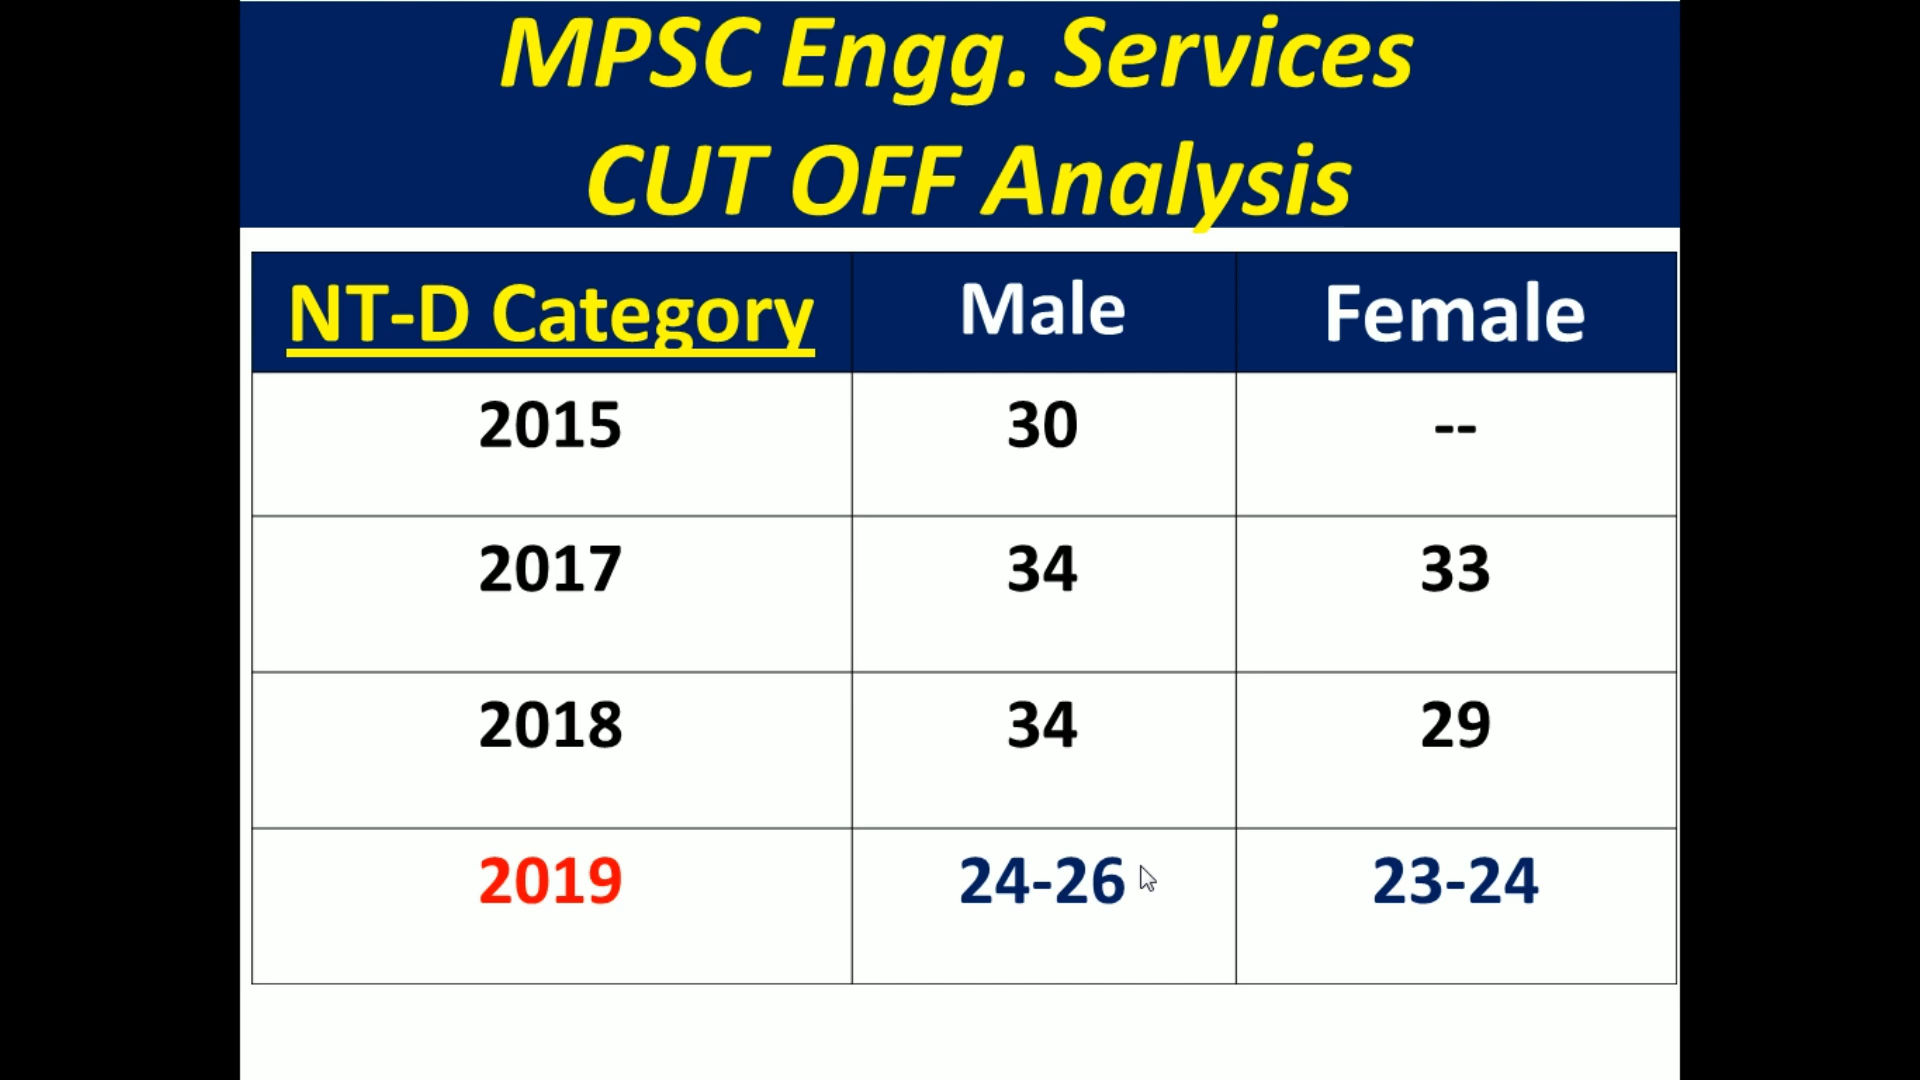 MPSC Engg. Services
CUT OFF Analysis
NT-D Category Male Female
2015 30 --
2017 34 33
2018 34 29
2019 24-26 23-24